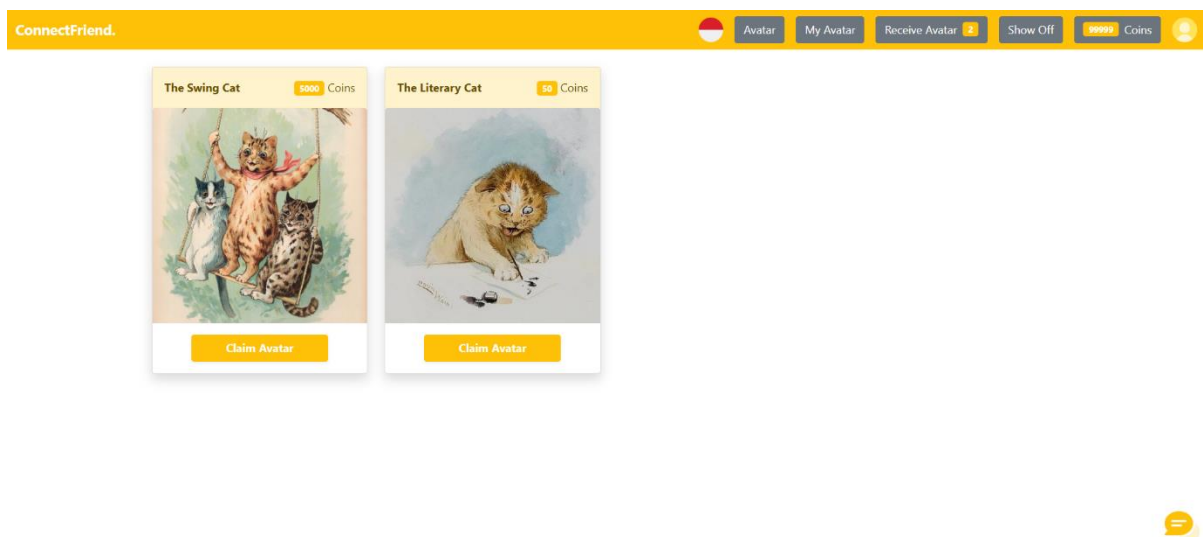 ConnectFriend.
Avatar
My Avatar
Receive Avatar 2
Show Off
99999 Coins
The Swing Cat
5000 Coins
The Literary Cat
50 Coins
Claim Avatar
Claim Avatar